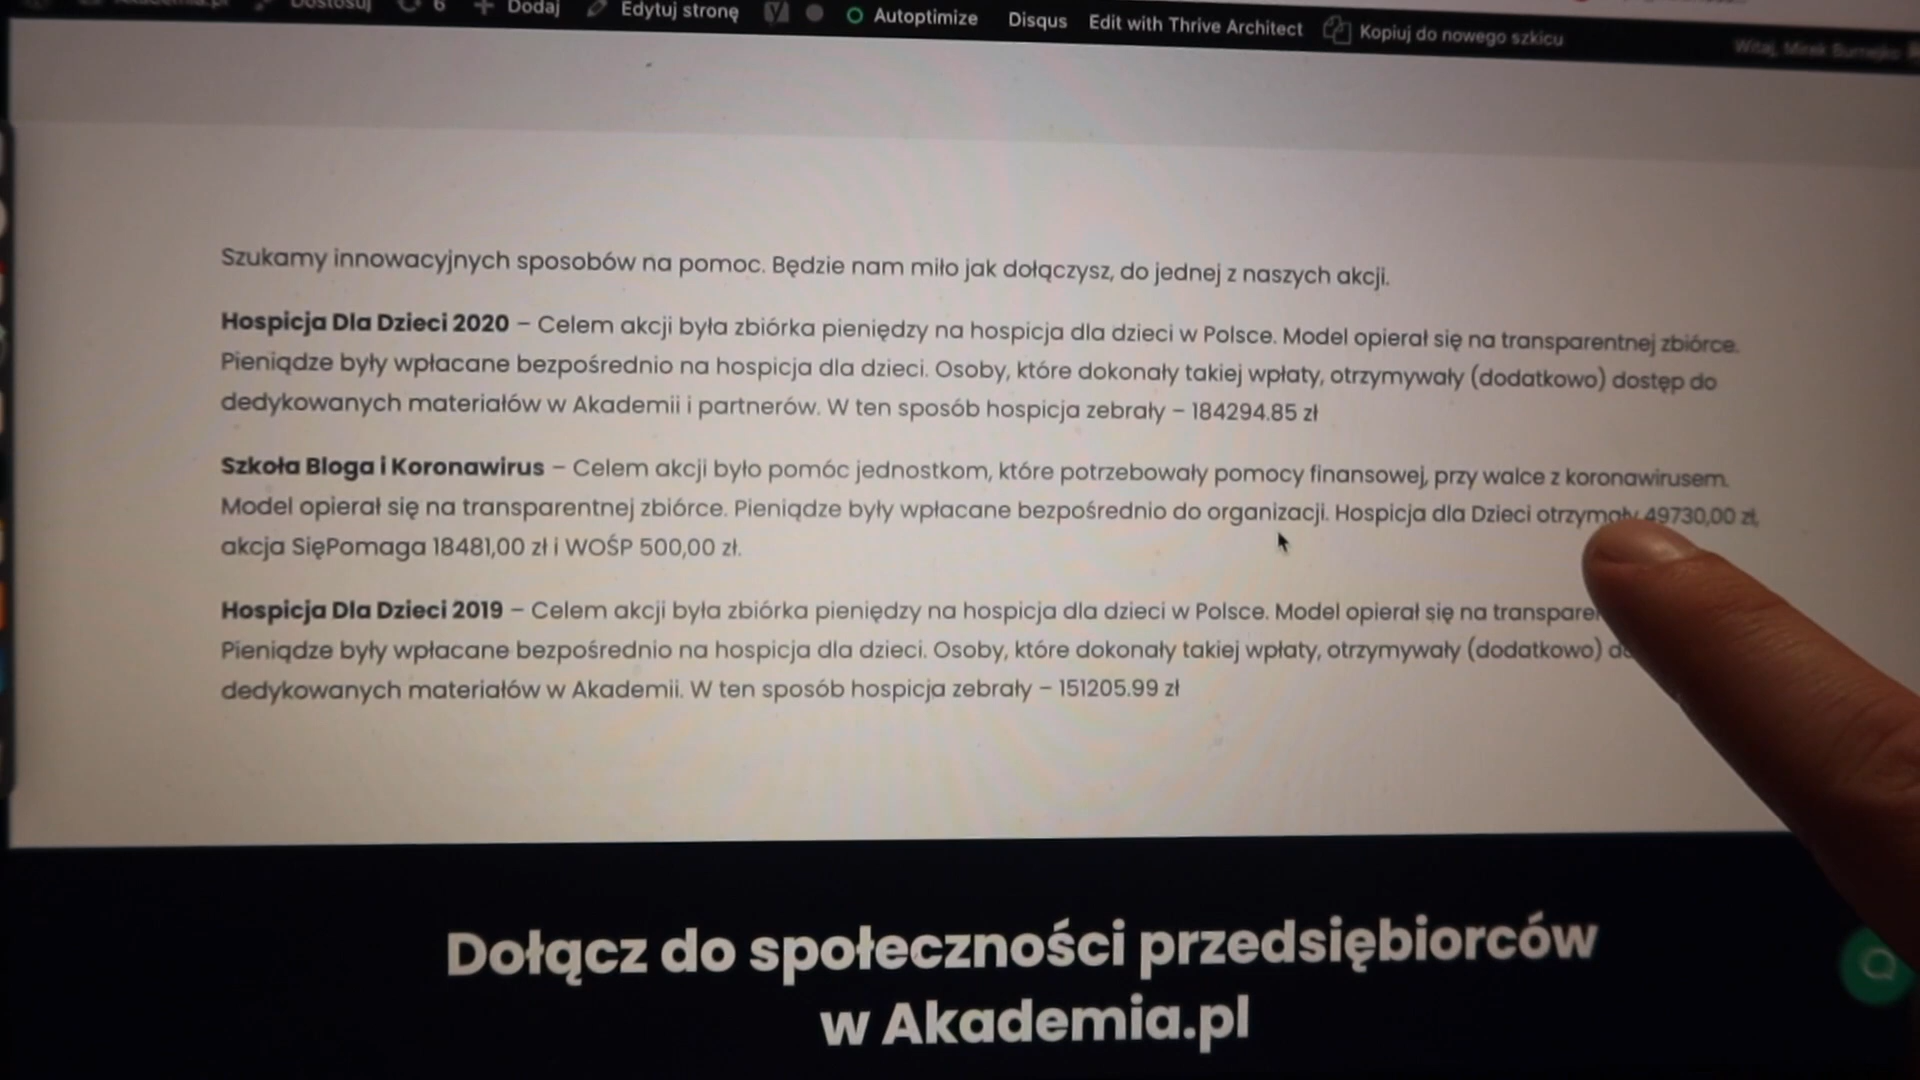 Dostosuj 6 Dodaj Edytuj stronę Autoptimize Disqus Edit with Thrive Architect Kopiuj do nowego szkicu Witaj, Mirek Burnejko
Szukamy innowacyjnych sposobów na pomoc. Będzie nam miło jak dołączysz, do jednej z naszych akcji.
Hospicja Dla Dzieci 2020 – Celem akcji była zbiórka pieniędzy na hospicja dla dzieci w Polsce. Model opierał się na transparentnej zbiórce.
Pieniądze były wpłacane bezpośrednio na hospicja dla dzieci. Osoby, które dokonały takiej wpłaty, otrzymywały (dodatkowo) dostęp do
dedykowanych materiałów w Akademii i partnerów. W ten sposób hospicja zebrały – 184294.85 zł
Szkoła Bloga i Koronawirus – Celem akcji było pomóc jednostkom, które potrzebowały pomocy finansowej, przy walce z koronawirusem.
Model opierał się na transparentnej zbiórce. Pieniądze były wpłacane bezpośrednio do organizacji. Hospicja dla Dzieci otrzymały 49730,00 zł,
akcja SięPomaga 18481,00 zł i WOŚP 500,00 zł.
Hospicja Dla Dzieci 2019 – Celem akcji była zbiórka pieniędzy na hospicja dla dzieci w Polsce. Model opierał się na
Pieniądze były wpłacane bezpośrednio na hospicja dla dzieci. Osoby, które dokonały takiej wpłaty, otrzymywały (dodatkowo)
dedykowanych materiałów w Akademii. W ten sposób hospicja zebrały – 151205.99 zł
Dołącz do społeczności przedsiębiorców
w Akademia.pl